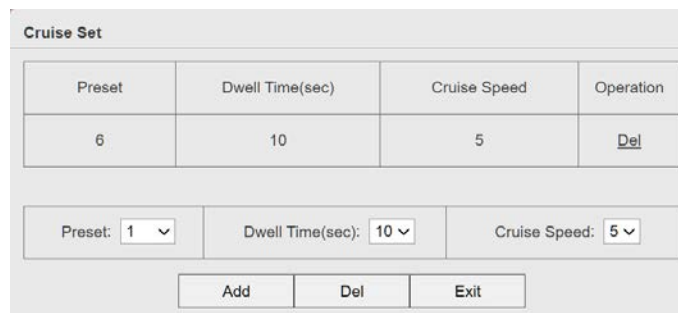 Cruise Set
Preset Dwell Time(sec) Cruise Speed Operation
6 10 5 Del
Preset: 1 Dwell Time(sec): 10 Cruise Speed: 5
Add Del Exit